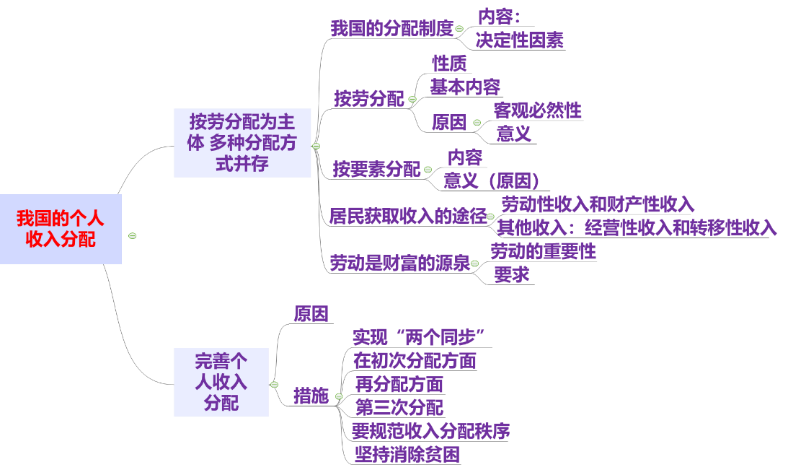 我国的个人
收入分配
按劳分配为主
体 多种分配方
式并存
我国的分配制度
内容：
决定性因素
按劳分配
性质
基本内容
原因
客观必然性
意义
按要素分配
内容
意义（原因）
居民获取收入的途径
劳动性收入和财产性收入
其他收入：经营性收入和转移性收入
劳动是财富的源泉
劳动的重要性
要求
完善个
人收入
分配
原因
措施
实现“两个同步”
在初次分配方面
再分配方面
第三次分配
要规范收入分配秩序
坚持消除贫困